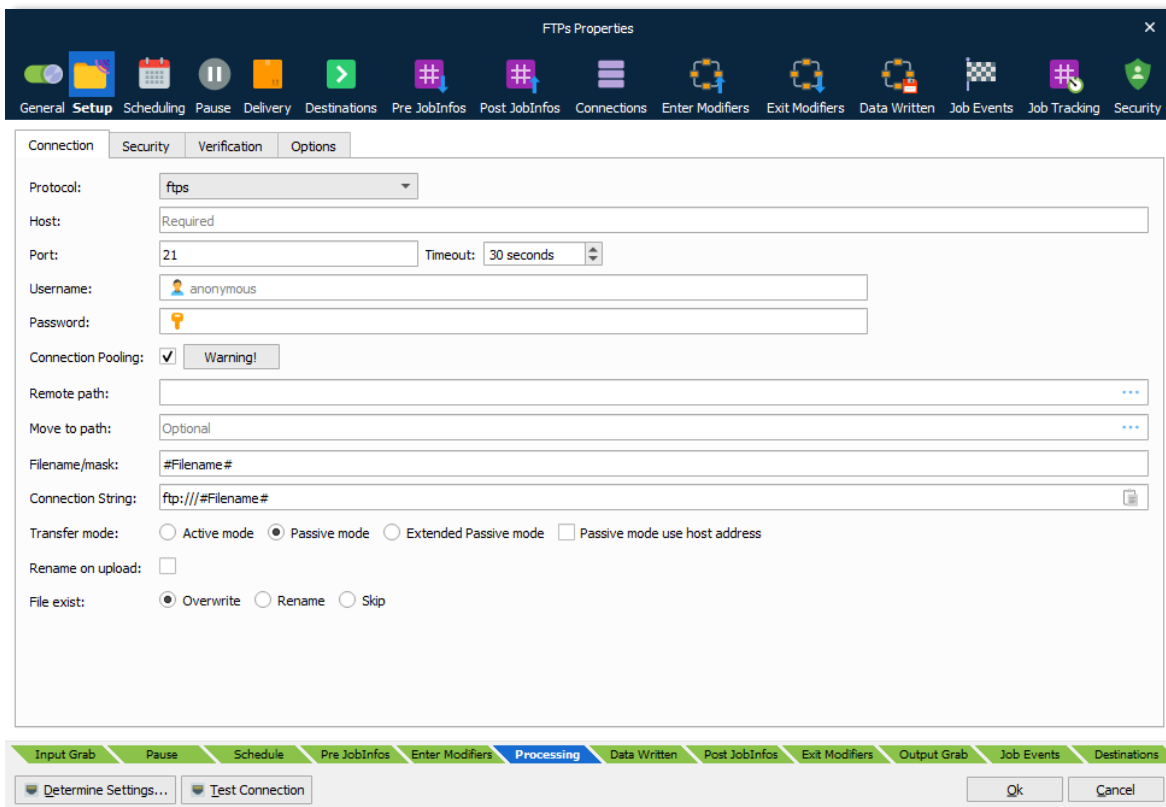 FTPs Properties
General Setup Scheduling Pause Delivery Destinations Pre JobInfos Post JobInfos Connections Enter Modifiers Exit Modifiers Data Written Job Events Job Tracking Security
Connection Security Verification Options
Protocol: ftps
Host: Required
Port: 21 Timeout: 30 seconds
Username: anonymous
Password:
Connection Pooling: Warning!
Remote path: ...
Move to path: Optional ...
Filename/mask: #Filename#
Connection String: ftp:///#Filename#
Transfer mode: Active mode Passive mode Extended Passive mode Passive mode use host address
Rename on upload:
File exist: Overwrite Rename Skip
Input Grab Pause Schedule Pre JobInfos Enter Modifiers Processing Data Written Post JobInfos Exit Modifiers Output Grab Job Events Destinations
Determine Settings... Test Connection Ok Cancel